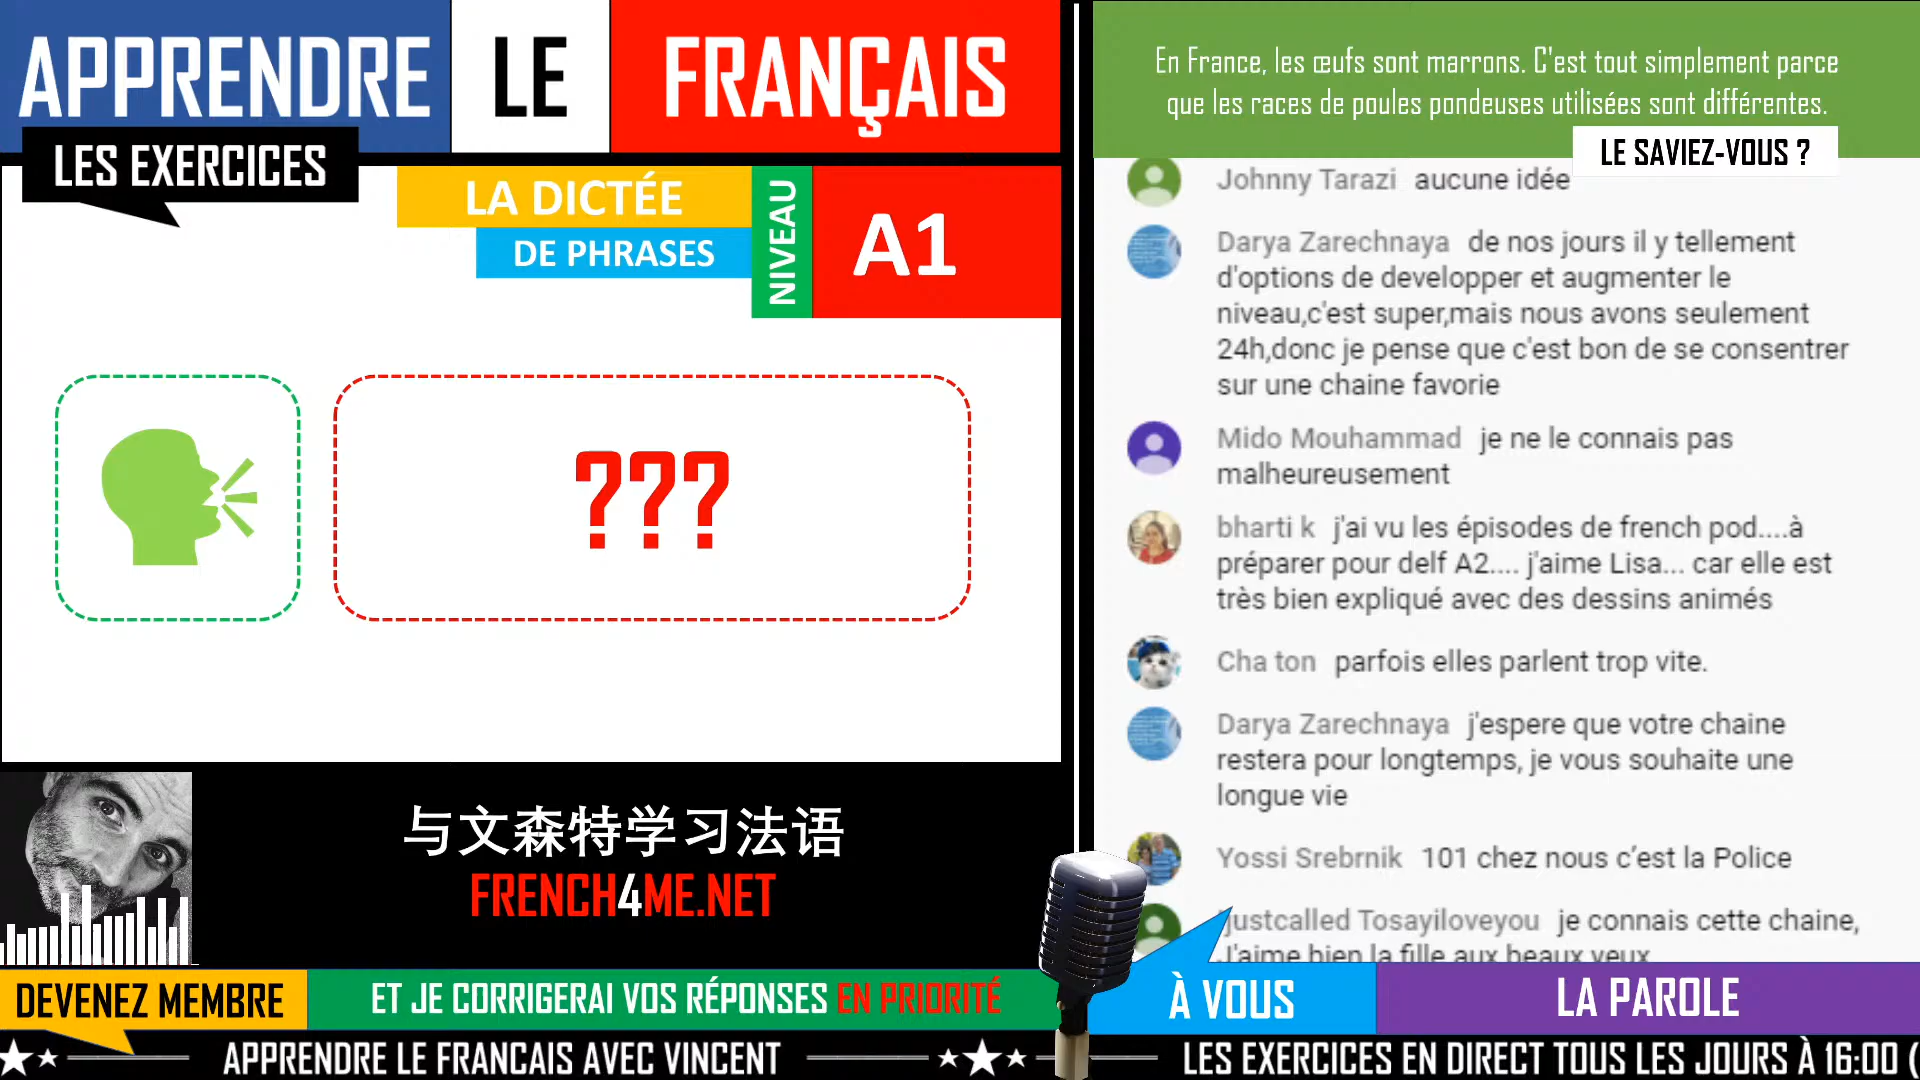 APPRENDRE LE FRANÇAIS
LES EXERCICES
LA DICTÉE
DE PHRASES
NIVEAU
A1
???
与文森特学习法语
FRENCH4ME.NET
DEVENEZ MEMBRE
ET JE CORRIGERAI VOS RÉPONSES EN PRIORITÉ
APPRENDRE LE FRANCAIS AVEC VINCENT
En France, les œufs sont marrons. C'est tout simplement parce
que les races de poules pondeuses utilisées sont différentes.
LE SAVIEZ-VOUS ?
Johnny Tarazi aucune idée
Darya Zarechnaya de nos jours il y tellement
d'options de developper et augmenter le
niveau,c'est super,mais nous avons seulement
24h,donc je pense que c'est bon de se consentrer
sur une chaine favorie
Mido Mouhammad je ne le connais pas
malheureusement
bharti k j'ai vu les épisodes de french pod....à
préparer pour delf A2.... j'aime Lisa... car elle est
très bien expliqué avec des dessins animés
Cha ton parfois elles parlent trop vite.
Darya Zarechnaya j'espere que votre chaine
restera pour longtemps, je vous souhaite une
longue vie
Yossi Srebrnik 101 chez nous c'est la Police
justcalled Tosayiloveyou je connais cette chaine,
J'aime bien la fille aux beaux yeux
À VOUS
LA PAROLE
LES EXERCICES EN DIRECT TOUS LES JOURS À 16:00 (